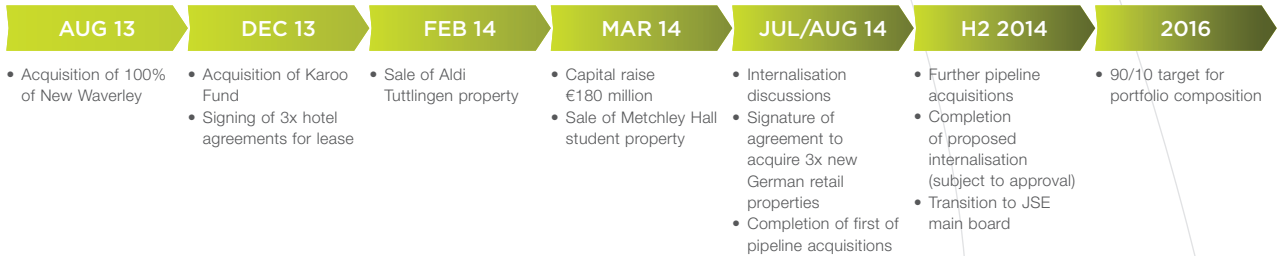 AUG 13
• Acquisition of 100%
of New Waverley
DEC 13
• Acquisition of Karoo
Fund
• Signing of 3x hotel
agreements for lease
FEB 14
• Sale of Aldi
Tuttlingen property
MAR 14
• Capital raise
€180 million
• Sale of Metchley Hall
student property
JUL/AUG 14
• Internalisation
discussions
• Signature of
agreement to
acquire 3x new
German retail
properties
• Completion of first of
pipeline acquisitions
H2 2014
• Further pipeline
acquisitions
• Completion
of proposed
internalisation
(subject to approval)
• Transition to JSE
main board
2016
• 90/10 target for
portfolio composition